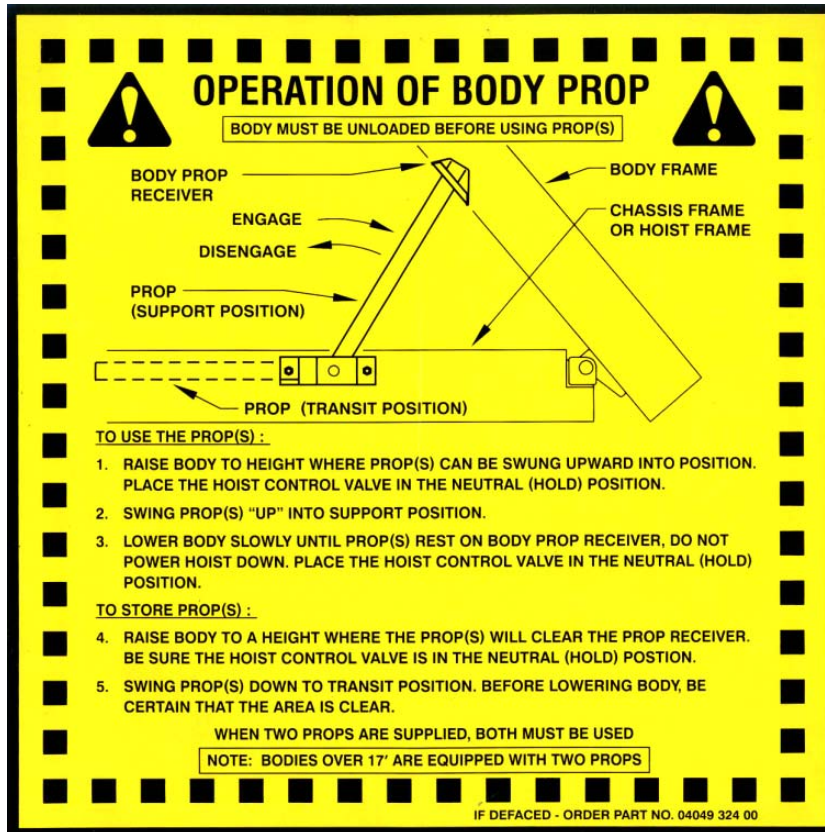 OPERATION OF BODY PROP
BODY MUST BE UNLOADED BEFORE USING PROP(S)
BODY PROP
RECEIVER
BODY FRAME
ENGAGE
CHASSIS FRAME
OR HOIST FRAME
DISENGAGE
PROP
(SUPPORT POSITION)
PROP (TRANSIT POSITION)
TO USE THE PROP(S) :
1. RAISE BODY TO HEIGHT WHERE PROP(S) CAN BE SWUNG UPWARD INTO POSITION.
PLACE THE HOIST CONTROL VALVE IN THE NEUTRAL (HOLD) POSITION.
2. SWING PROP(S) “UP” INTO SUPPORT POSITION.
3. LOWER BODY SLOWLY UNTIL PROP(S) REST ON BODY PROP RECEIVER, DO NOT
POWER HOIST DOWN. PLACE THE HOIST CONTROL VALVE IN THE NEUTRAL (HOLD)
POSITION.
TO STORE PROP(S) :
4. RAISE BODY TO A HEIGHT WHERE THE PROP(S) WILL CLEAR THE PROP RECEIVER.
BE SURE THE HOIST CONTROL VALVE IS IN THE NEUTRAL (HOLD) POSTION.
5. SWING PROP(S) DOWN TO TRANSIT POSITION. BEFORE LOWERING BODY, BE
CERTAIN THAT THE AREA IS CLEAR.
WHEN TWO PROPS ARE SUPPLIED, BOTH MUST BE USED
NOTE: BODIES OVER 17′ ARE EQUIPPED WITH TWO PROPS
IF DEFACED - ORDER PART NO. 04049 324 00